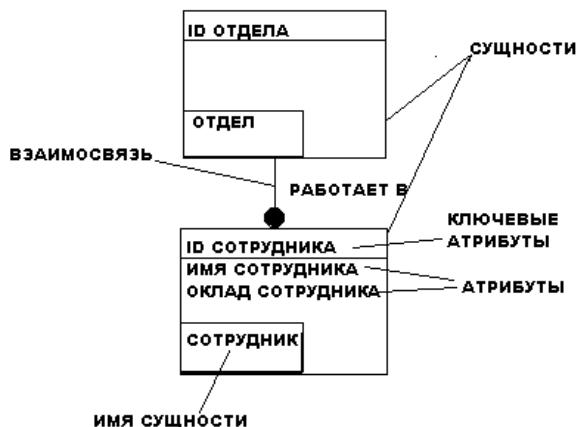 ID ОТДЕЛА
СУЩНОСТИ
ОТДЕЛ
ВЗАИМОСВЯЗЬ
РАБОТАЕТ В
КЛЮЧЕВЫЕ
АТРИБУТЫ
ID СОТРУДНИКА
ИМЯ СОТРУДНИКА
ОКЛАД СОТРУДНИКА
АТРИБУТЫ
СОТРУДНИК
ИМЯ СУЩНОСТИ